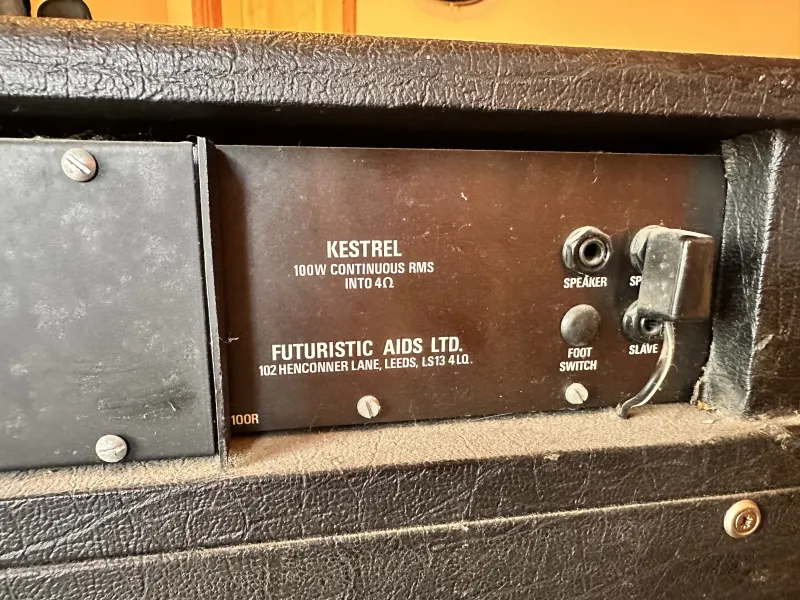 KESTREL
100W CONTINUOUS RMS
INTO 4Ω
SPEAKER
FUTURISTIC AIDS LTD.
102 HENCONNER LANE, LEEDS, LS13 4LQ.
FOOT
SWITCH
SLAVE
100R